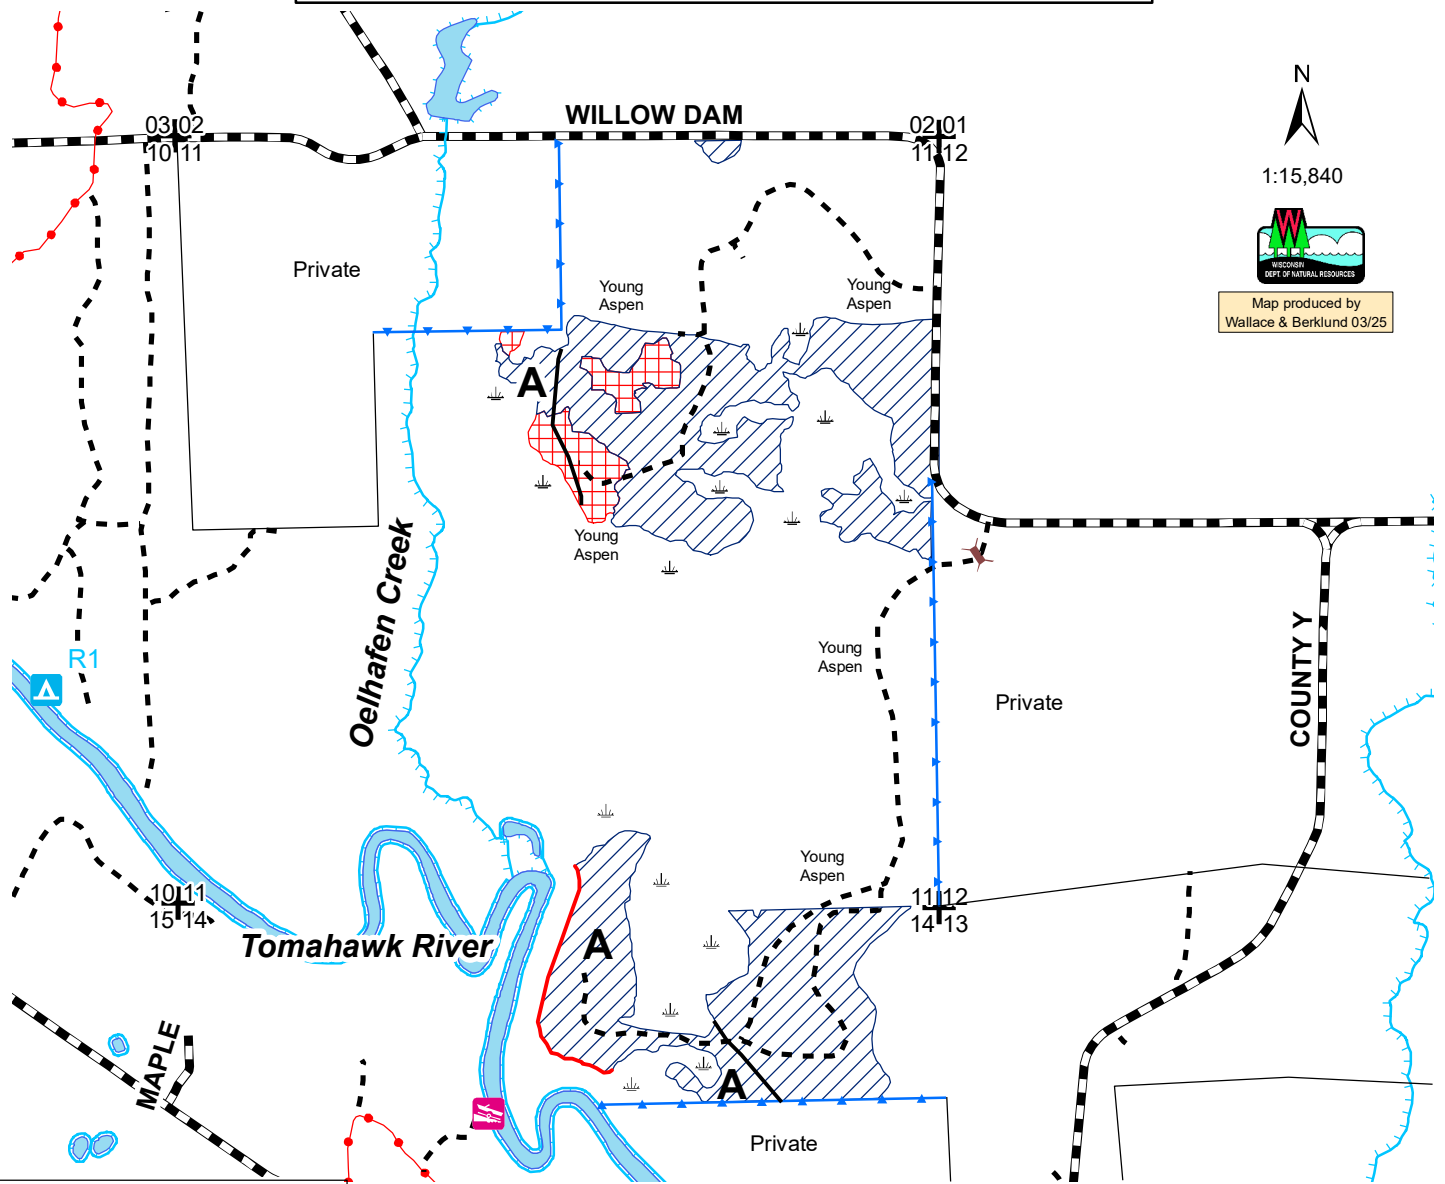 WILLOW DAM
03 02
10 11
02 01
11 12
N
1:15,840
WISCONSIN
DEPT. OF NATURAL RESOURCES
Map produced by
Wallace & Berklund 03/25
Private
Young
Aspen
Young
Aspen
A
Young
Aspen
Oelhafen Creek
R1
Young
Aspen
Private
COUNTY Y
Young
Aspen
10 11
15 14
11 12
14 13
Tomahawk River
A
MAPLE
A
Private